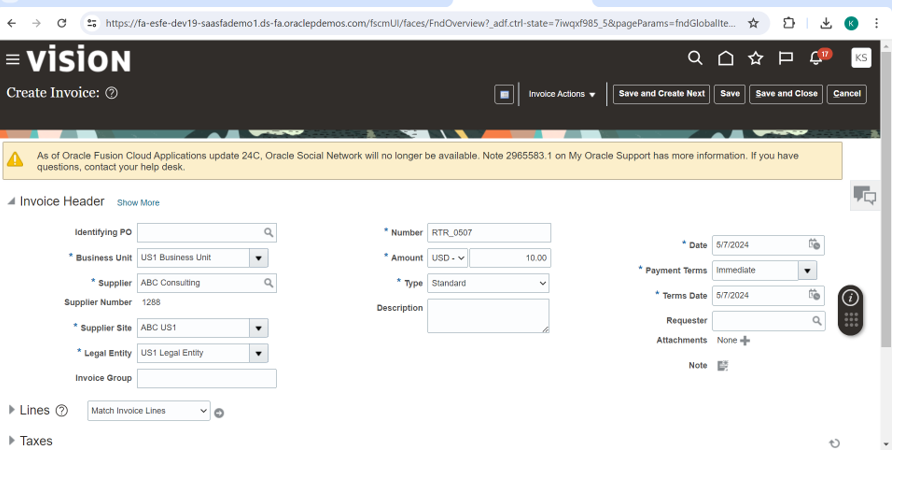 https://fa-esfe-dev19-saasfademo1.ds-fa.oraclepdemos.com/fscmUI/faces/FndOverview?_adf.ctrl-state=7iwqxf985_5&pageParams=fndGlobalIte...
K
VISION
17
KS
Create Invoice:
Invoice Actions
Save and Create Next
Save
Save and Close
Cancel
As of Oracle Fusion Cloud Applications update 24C, Oracle Social Network will no longer be available. Note 2965583.1 on My Oracle Support has more information. If you have
questions, contact your help desk.
Invoice Header Show More
Identifying PO
* Business Unit US1 Business Unit
* Supplier ABC Consulting
Supplier Number 1288
* Supplier Site ABC US1
* Legal Entity US1 Legal Entity
Invoice Group
* Number RTR_0507
* Amount USD - 10.00
* Type Standard
Description
* Date 5/7/2024
* Payment Terms Immediate
* Terms Date 5/7/2024
Requester
Attachments None
Note
Lines Match Invoice Lines
Taxes